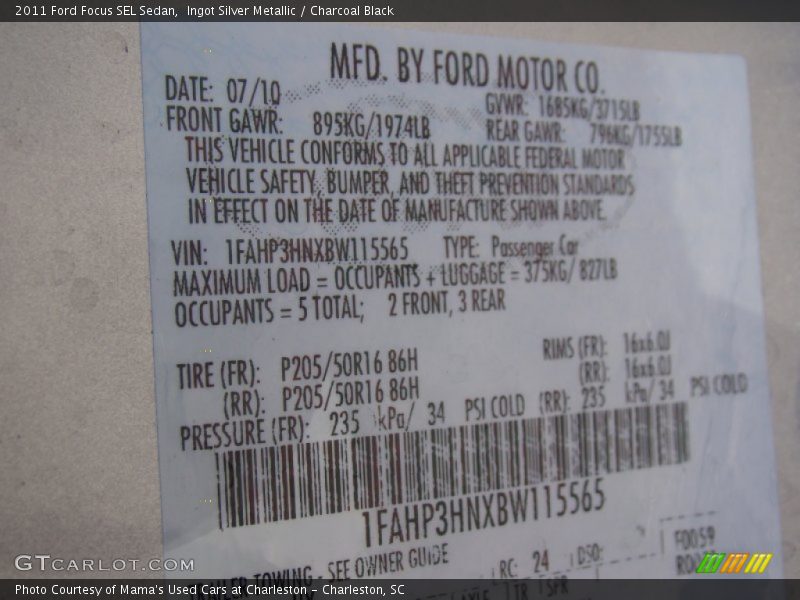 2011 Ford Focus SEL Sedan, Ingot Silver Metallic / Charcoal Black
MFD. BY FORD MOTOR CO.
DATE: 07/10 GVWR: 1685KG/3715LB
FRONT GAWR: 895KG/1974LB REAR GAWR: 796KG/1755LB
THIS VEHICLE CONFORMS TO ALL APPLICABLE FEDERAL MOTOR
VEHICLE SAFETY, BUMPER, AND THEFT PREVENTION STANDARDS
IN EFFECT ON THE DATE OF MANUFACTURE SHOWN ABOVE.
VIN: 1FAHP3HNXBW115565 TYPE: Passenger Car
MAXIMUM LOAD = OCCUPANTS + LUGGAGE = 375KG/ 827LB
OCCUPANTS = 5 TOTAL; 2 FRONT, 3 REAR
TIRE (FR): P205/50R16 86H RIMS (FR): 16x6.0J
(RR): P205/50R16 86H (RR): 16x6.0J
PRESSURE (FR): 235 kPa/ 34 PSI COLD (RR): 235 kPa/ 34 PSI COLD
1FAHP3HNXBW115565
TRAILER TOWING - SEE OWNER GUIDE
RC: 24 DSO: F0059
TR SPR
GTCARLOT.COM
Photo Courtesy of Mama's Used Cars at Charleston – Charleston, SC